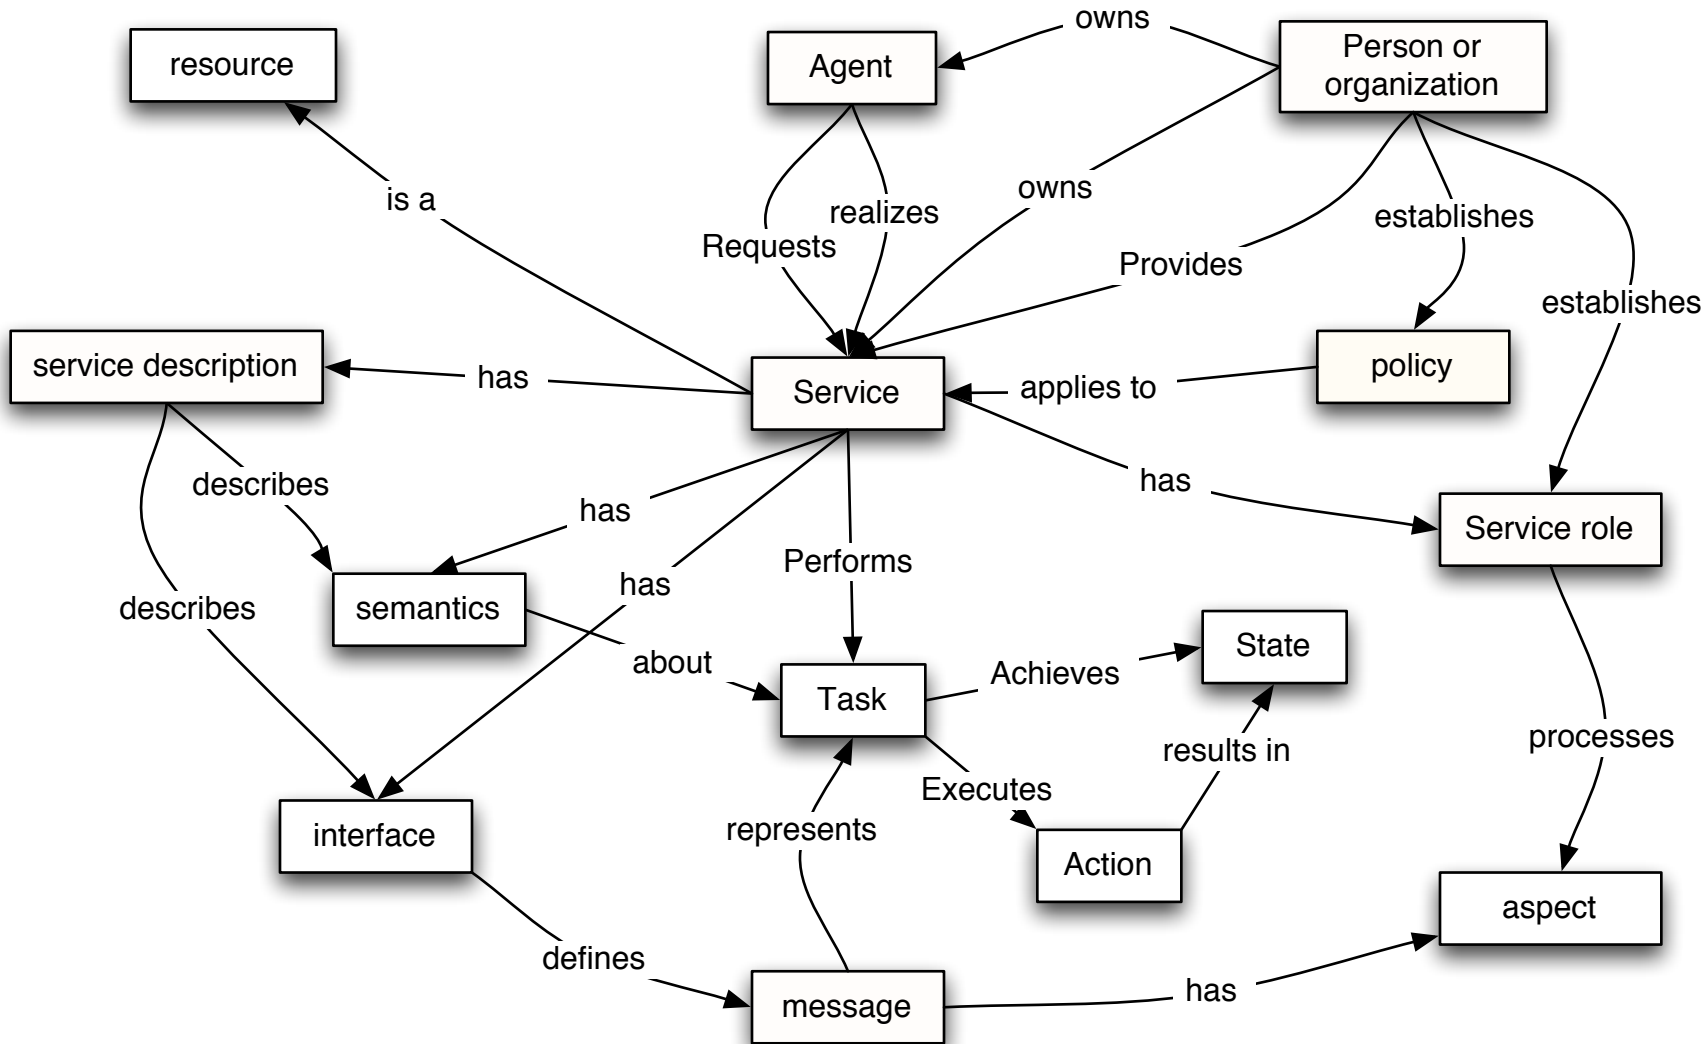 owns
Person or
organization
resource
Agent
is a
owns
realizes
establishes
Requests
Provides
establishes
service description
has
Service
applies to
policy
describes
has
has
Service role
Performs
has
describes
semantics
about
State
Achieves
Task
processes
results in
Executes
represents
interface
Action
aspect
defines
has
message